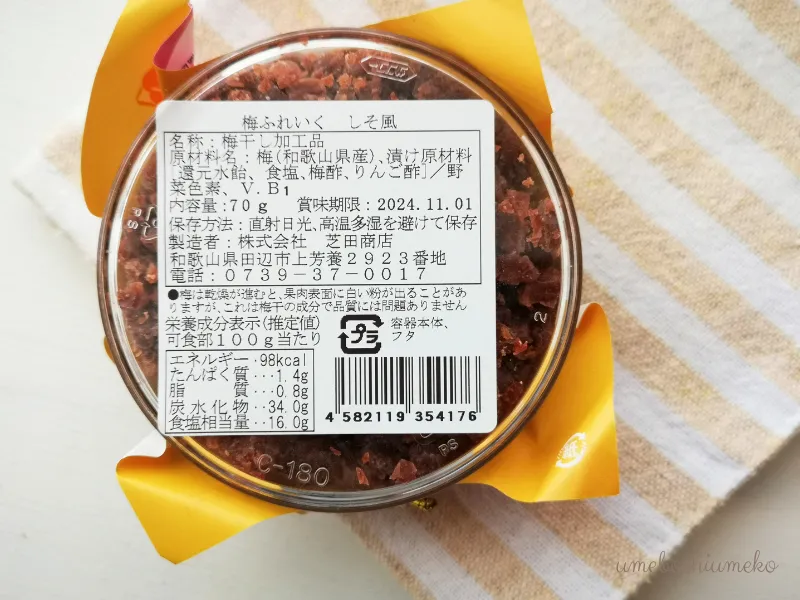 梅ふれいく しそ風
名称:梅干し加工品
原材料名:梅(和歌山県産)、漬け原材料
[還元水飴、食塩、梅酢、りんご酢]/野
菜色素、V.B1
内容量:70g 賞味期限:2024.11.01
保存方法:直射日光、高温多湿を避けて保存
製造者:株式会社 芝田商店
和歌山県田辺市上芳養2923番地
電話:0739-37-0017
●梅は乾燥が進むと、果肉表面に白い粉が出ることがあ
りますが、これは梅干の成分で品質には問題ありません
栄養成分表示(推定値)
可食部100g当たり
プラ
容器本体、
フタ
エネルギー・98kcal
たんぱく質・・・1.4g
脂 質・・・0.8g
炭水化物・・34.0g
食塩相当量・・16.0g
4 582119 354176
C-180
PS
2